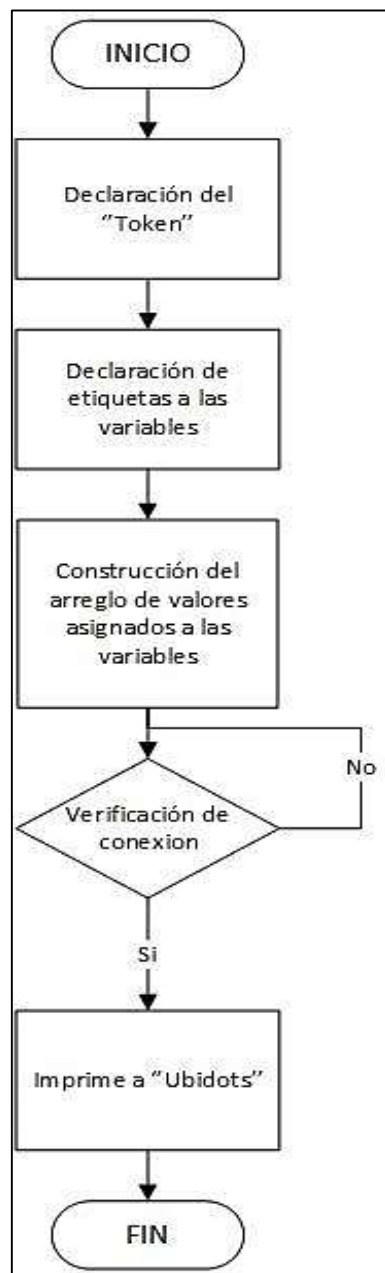 INICIO
Declaración del
“Token”
Declaración de
etiquetas a las
variables
Construcción del
arreglo de valores
asignados a las
variables
No
Verificación de
conexion
Si
Imprime a “Ubidots”
FIN